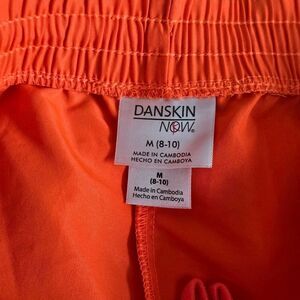 DANSKIN
NOW®
M (8-10)
MADE IN CAMBODIA
HECHO EN CAMBOYA
M
(8-10)
Made in Cambodia
Hecho en Camboya